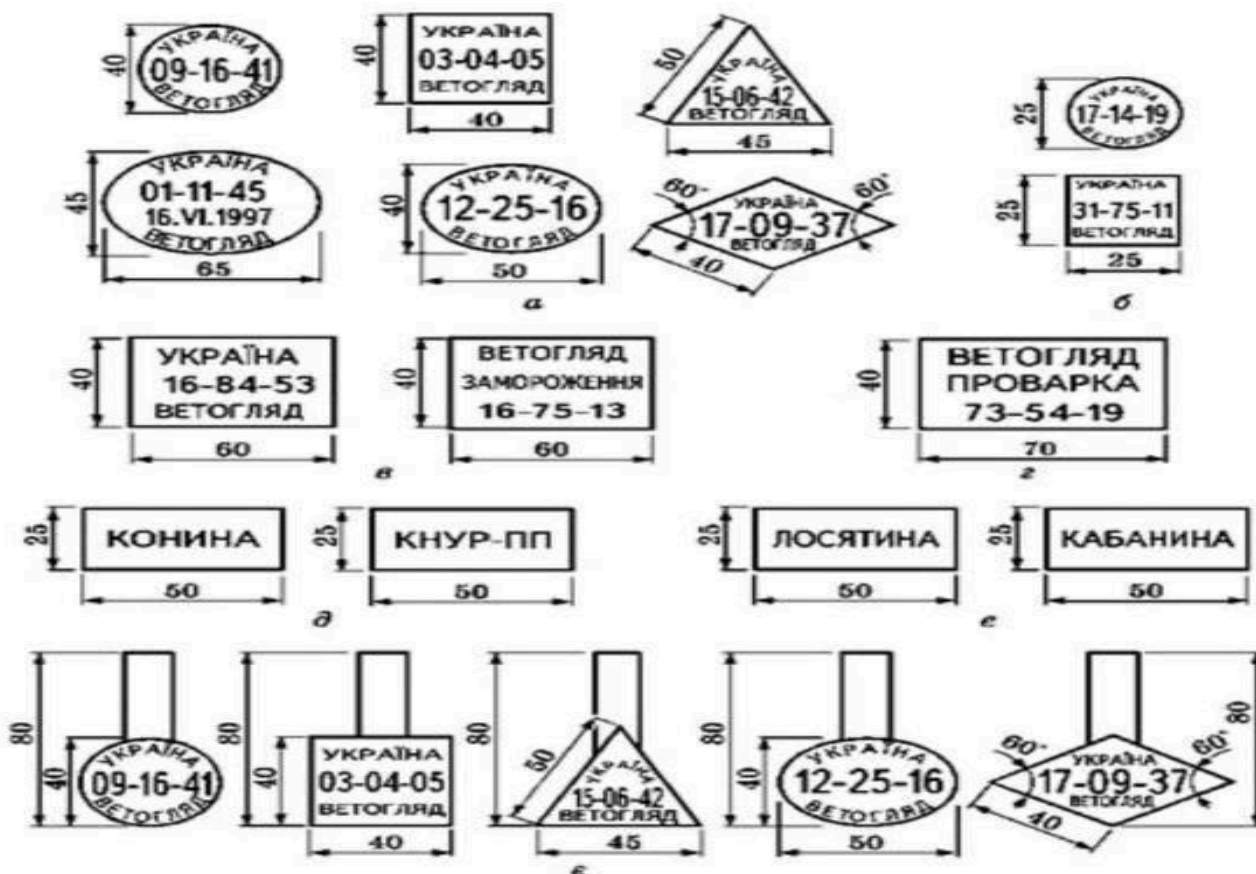 УКРАЇНА
09-16-41
ВЕТОГЛЯД
40
УКРАЇНА
03-04-05
ВЕТОГЛЯД
40
40
УКРАЇНА
15-06-42
ВЕТОГЛЯД
50
45
УКРАЇНА
17-14-19
ВЕТОГЛЯД
25
УКРАЇНА
01-11-45
16.VI.1997
ВЕТОГЛЯД
45
65
УКРАЇНА
12-25-16
ВЕТОГЛЯД
40
50
60°
60°
УКРАЇНА
17-09-37
ВЕТОГЛЯД
40
УКРАЇНА
31-75-11
ВЕТОГЛЯД
25
25
а
б
УКРАЇНА
16-84-53
ВЕТОГЛЯД
40
60
ВЕТОГЛЯД
ЗАМОРОЖЕННЯ
16-75-13
40
60
ВЕТОГЛЯД
ПРОВАРКА
73-54-19
40
70
в
г
25
КОНИНА
50
25
КНУР-ПП
50
25
ЛОСЯТИНА
50
25
КАБАНИНА
50
д
е
80
40
УКРАЇНА
09-16-41
ВЕТОГЛЯД
80
40
УКРАЇНА
03-04-05
ВЕТОГЛЯД
40
80
50
УКРАЇНА
15-06-42
ВЕТОГЛЯД
45
80
40
УКРАЇНА
12-25-16
ВЕТОГЛЯД
50
60°
60°
80
УКРАЇНА
17-09-37
ВЕТОГЛЯД
40
є